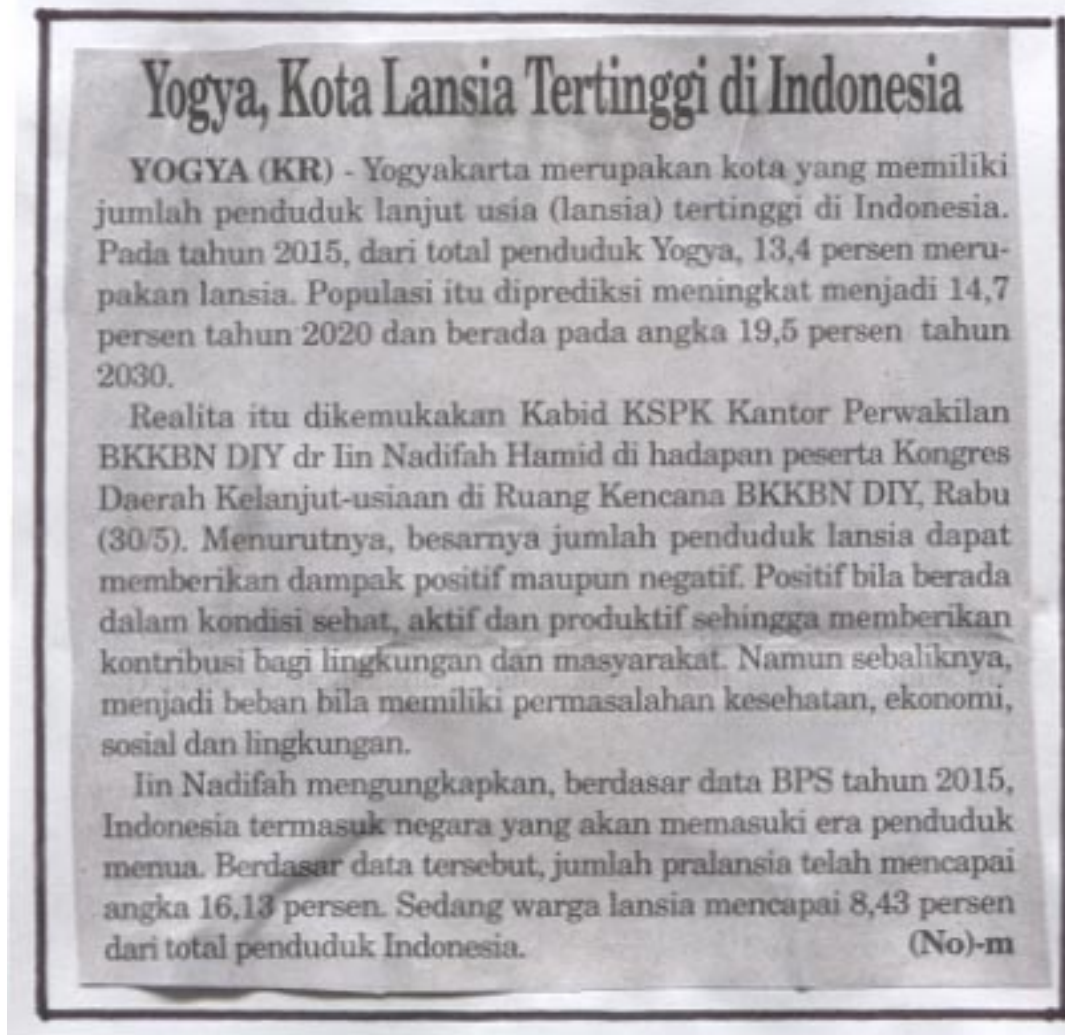 Yogya, Kota Lansia Tertinggi di Indonesia
YOGYA (KR) - Yogyakarta merupakan kota yang memiliki
jumlah penduduk lanjut usia (lansia) tertinggi di Indonesia.
Pada tahun 2015, dari total penduduk Yogya, 13,4 persen meru-
pakan lansia. Populasi itu diprediksi meningkat menjadi 14,7
persen tahun 2020 dan berada pada angka 19,5 persen tahun
2030.
Realita itu dikemukakan Kabid KSPK Kantor Perwakilan
BKKBN DIY dr Iin Nadifah Hamid di hadapan peserta Kongres
Daerah Kelanjut-usiaan di Ruang Kencana BKKBN DIY, Rabu
(30/5). Menurutnya, besarnya jumlah penduduk lansia dapat
memberikan dampak positif maupun negatif. Positif bila berada
dalam kondisi sehat, aktif dan produktif sehingga memberikan
kontribusi bagi lingkungan dan masyarakat. Namun sebaliknya,
menjadi beban bila memiliki permasalahan kesehatan, ekonomi,
sosial dan lingkungan.
Iin Nadifah mengungkapkan, berdasar data BPS tahun 2015,
Indonesia termasuk negara yang akan memasuki era penduduk
menua. Berdasar data tersebut, jumlah pralansia telah mencapai
angka 16,13 persen. Sedang warga lansia mencapai 8,43 persen
dari total penduduk Indonesia. (No)-m